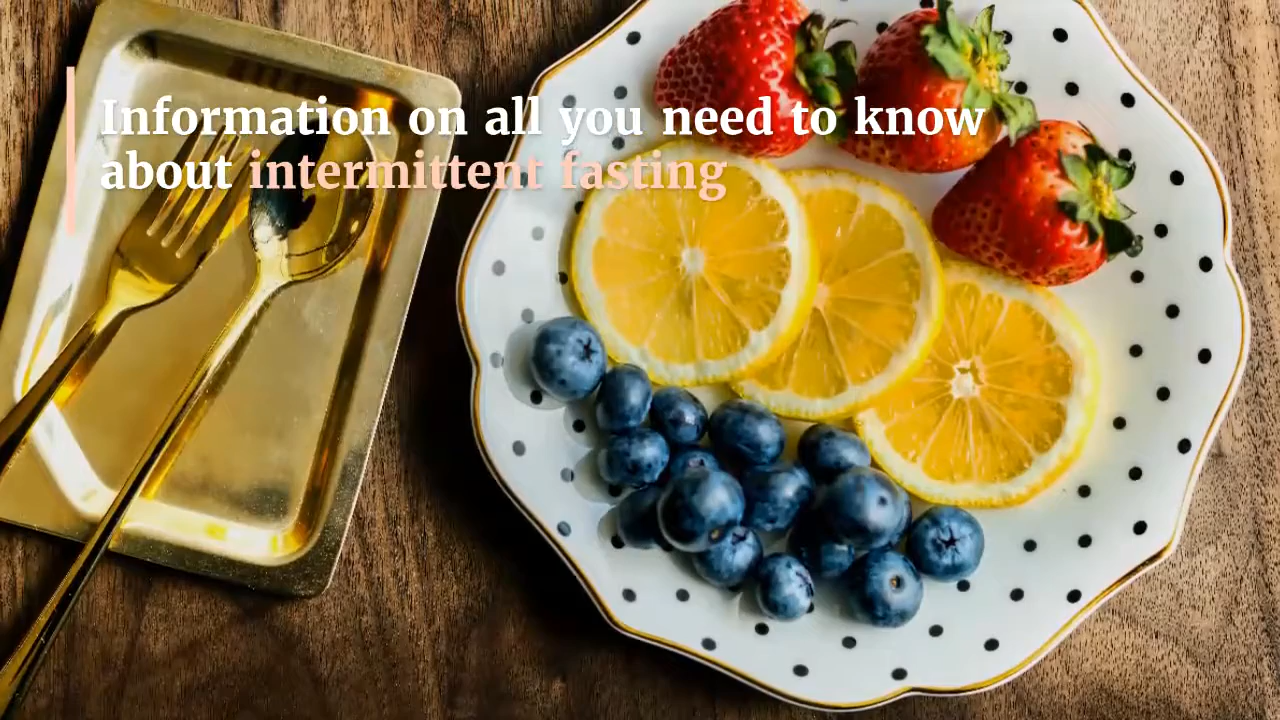 Information on all you need to know
about intermittent fasting